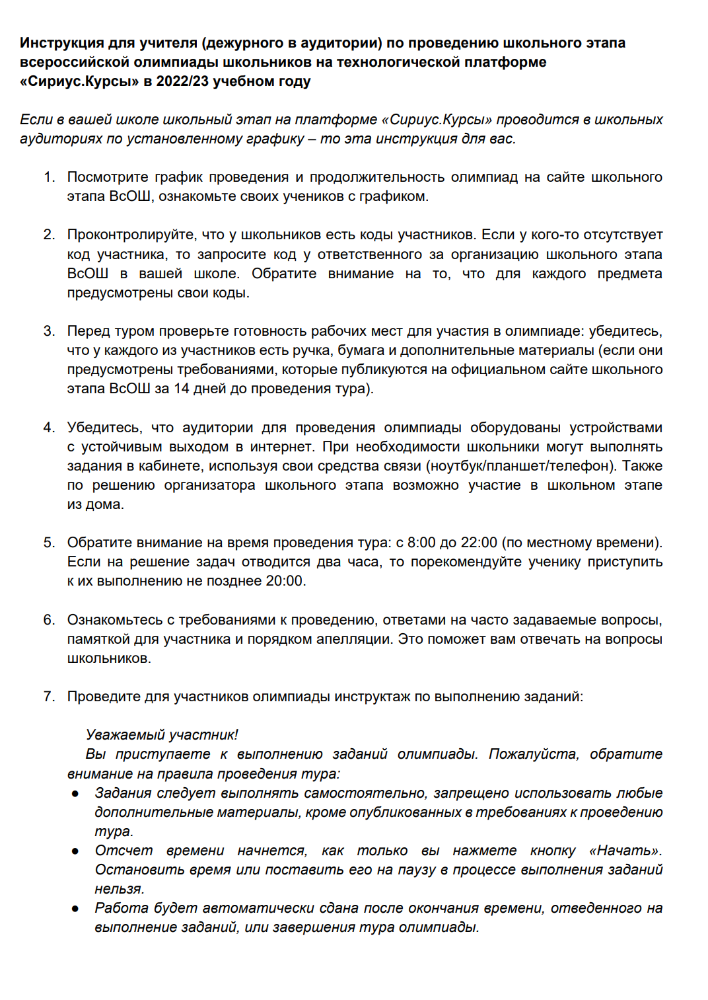 Инструкция для учителя (дежурного в аудитории) по проведению школьного этапа
всероссийской олимпиады школьников на технологической платформе
«Сириус.Курсы» в 2022/23 учебном году
Если в вашей школе школьный этап на платформе «Сириус.Курсы» проводится в школьных
аудиториях по установленному графику – то эта инструкция для вас.
1. Посмотрите график проведения и продолжительность олимпиад на сайте школьного
этапа ВсОШ, ознакомьте своих учеников с графиком.
2. Проконтролируйте, что у школьников есть коды участников. Если у кого-то отсутствует
код участника, то запросите код у ответственного за организацию школьного этапа
ВсОШ в вашей школе. Обратите внимание на то, что для каждого предмета
предусмотрены свои коды.
3. Перед туром проверьте готовность рабочих мест для участия в олимпиаде: убедитесь,
что у каждого из участников есть ручка, бумага и дополнительные материалы (если они
предусмотрены требованиями, которые публикуются на официальном сайте школьного
этапа ВсОШ за 14 дней до проведения тура).
4. Убедитесь, что аудитории для проведения олимпиады оборудованы устройствами
с устойчивым выходом в интернет. При необходимости школьники могут выполнять
задания в кабинете, используя свои средства связи (ноутбук/планшет/телефон). Также
по решению организатора школьного этапа возможно участие в школьном этапе
из дома.
5. Обратите внимание на время проведения тура: с 8:00 до 22:00 (по местному времени).
Если на решение задач отводится два часа, то порекомендуйте ученику приступить
к их выполнению не позднее 20:00.
6. Ознакомьтесь с требованиями к проведению, ответами на часто задаваемые вопросы,
памяткой для участника и порядком апелляции. Это поможет вам отвечать на вопросы
школьников.
7. Проведите для участников олимпиады инструктаж по выполнению заданий:
Уважаемый участник!
Вы приступаете к выполнению заданий олимпиады. Пожалуйста, обратите
внимание на правила проведения тура:
● Задания следует выполнять самостоятельно, запрещено использовать любые
дополнительные материалы, кроме опубликованных в требованиях к проведению
тура.
● Отсчет времени начнется, как только вы нажмете кнопку «Начать».
Остановить время или поставить его на паузу в процессе выполнения заданий
нельзя.
● Работа будет автоматически сдана после окончания времени, отведенного на
выполнение заданий, или завершения тура олимпиады.